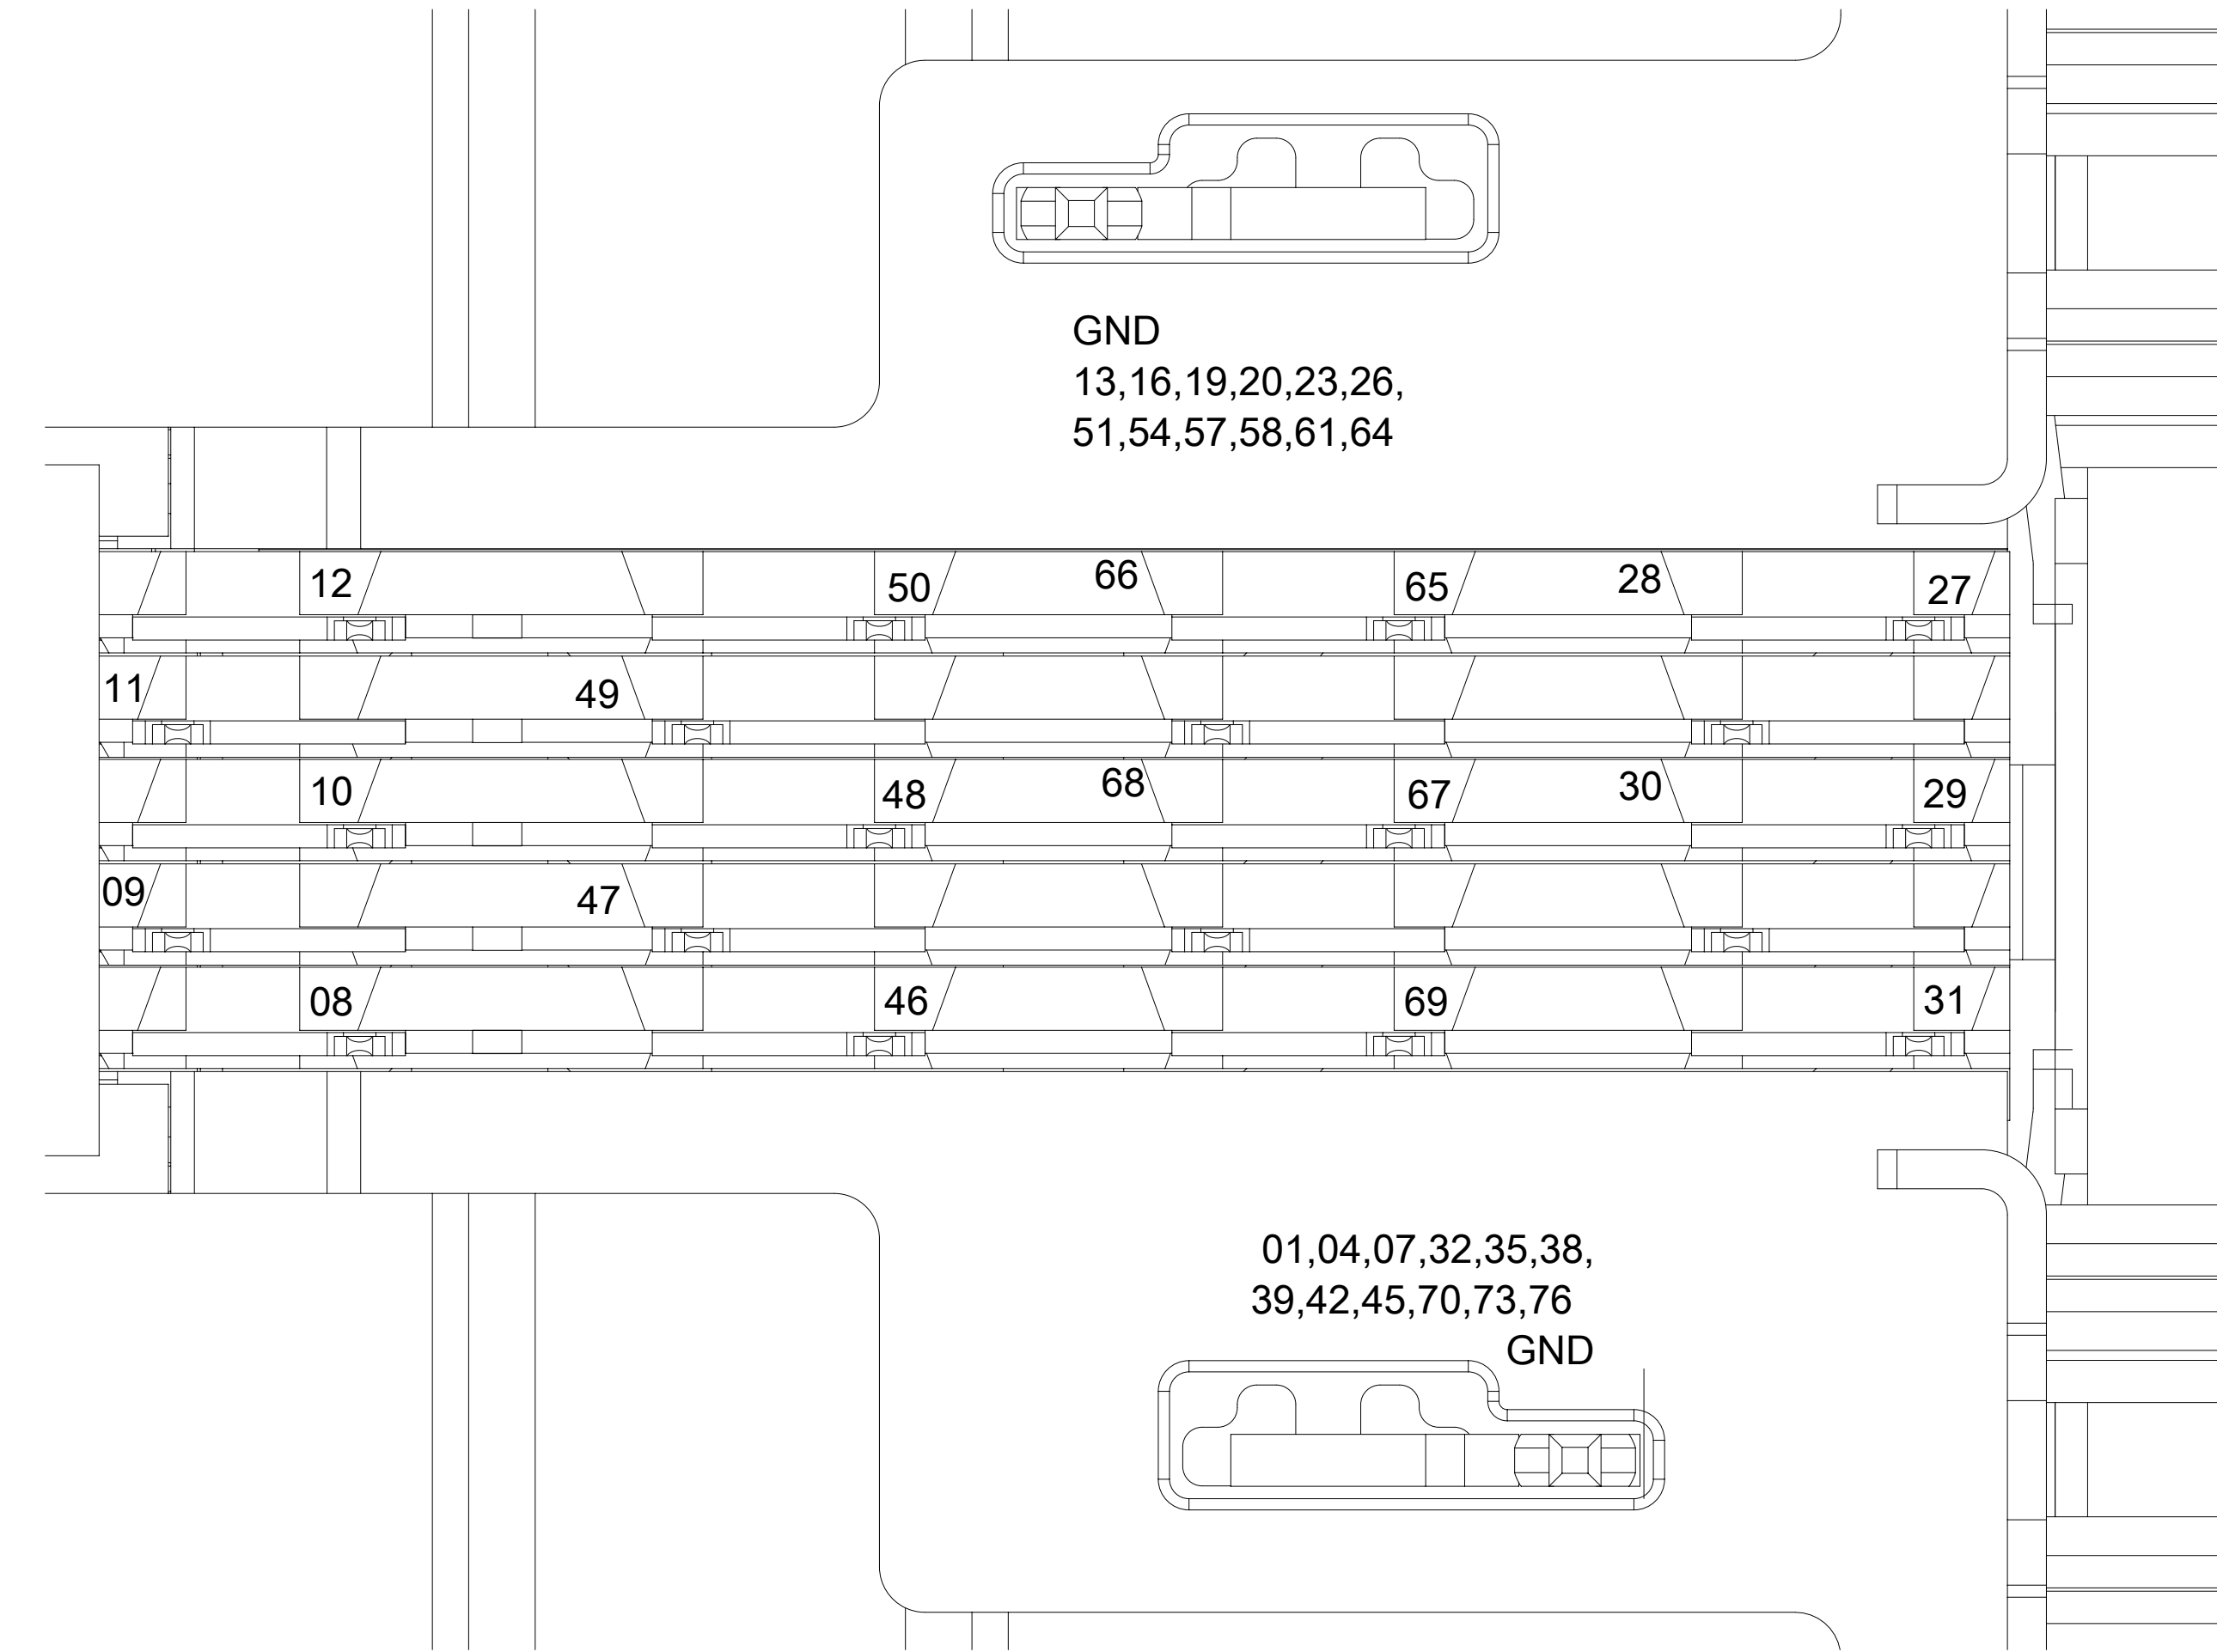 GND
13,16,19,20,23,26,
51,54,57,58,61,64
12 50 66 65 28 27
11 49
10 48 68 67 30 29
09 47
08 46 69 31
01,04,07,32,35,38,
39,42,45,70,73,76
GND